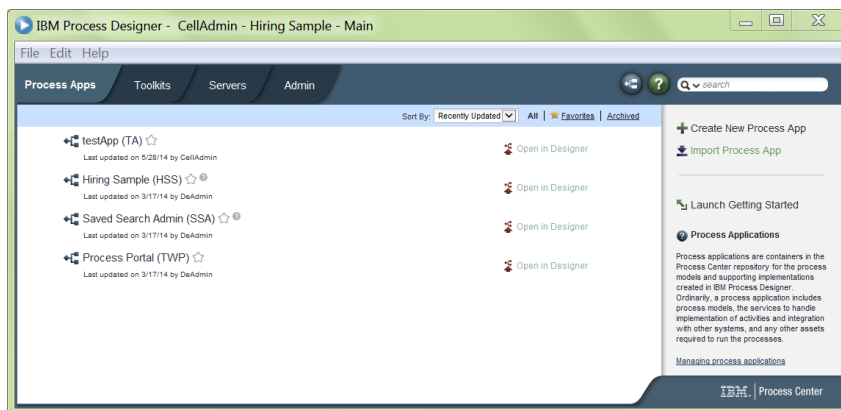 IBM Process Designer - CellAdmin - Hiring Sample - Main
File Edit Help
Process Apps Toolkits Servers Admin
? search
Sort By: Recently Updated All | Favorites | Archived
testApp (TA)
Last updated on 5/28/14 by CellAdmin
Open in Designer
Hiring Sample (HSS) ?
Last updated on 3/17/14 by DeAdmin
Open in Designer
Saved Search Admin (SSA) ?
Last updated on 3/17/14 by DeAdmin
Open in Designer
Process Portal (TWP)
Last updated on 3/17/14 by DeAdmin
Open in Designer
Create New Process App
Import Process App
Launch Getting Started
? Process Applications
Process applications are containers in the
Process Center repository for the process
models and supporting implementations
created in IBM Process Designer.
Ordinarily, a process application includes
process models, the services to handle
implementation of activities and integration
with other systems, and any other assets
required to run the processes.
Managing process applications
IBM. | Process Center